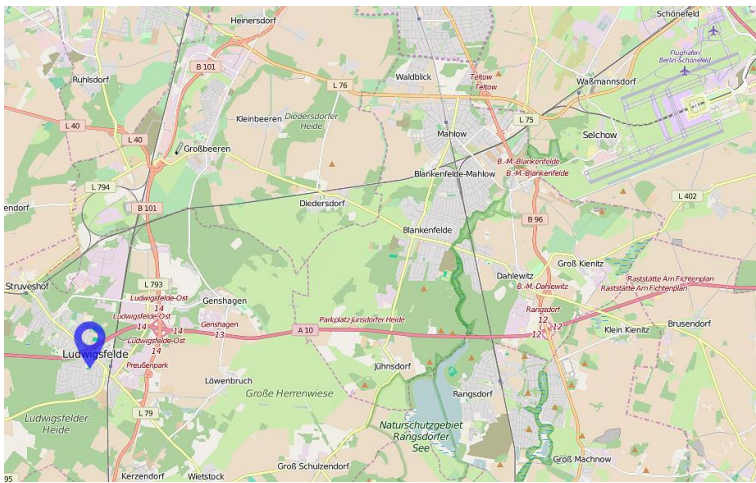 Schönefeld
Heinersdorf
B 101
Flughafen
Berlin-Schönefeld
Ruhlsdorf
Waldblick
Teltow
Teltow
Waßmannsdorf
L 76
Kleinbeeren
Diedersdorfer
Heide
L 75
L 40
L 40
Mahlow
Selchow
Großbeeren
B.-M.-Blankenfelde
B.-M.-Blankenfelde
Blankenfelde-Mahlow
L 794
endorf
B 101
Diedersdorf
L 402
B 96
Blankenfelde
Groß Kienitz
Dahlewitz
Struveshof
L 793
B.-M.-Dahlewitz
Raststätte Am Fichtenplan
Raststätte Am Fichtenplan
Ludwigsfelde-Ost
14
Genshagen
Ludwigsfelde-Ost
14
14
Genshagen
13
A 10
Parkplatz Jünsdorfer Heide
Rangsdorf
12
12
12
Klein Kienitz
Brusendorf
Ludwigsfelde-Ost
14
Ludwigsfelde
Preußenpark
Jühnsdorf
Löwenbruch
Große Herrenwiese
Rangsdorf
L 79
Ludwigsfelder
Heide
Naturschutzgebiet
Rangsdorfer
See
Groß Machnow
Groß Schulzendorf
Kerzendorf
Wietstock
95